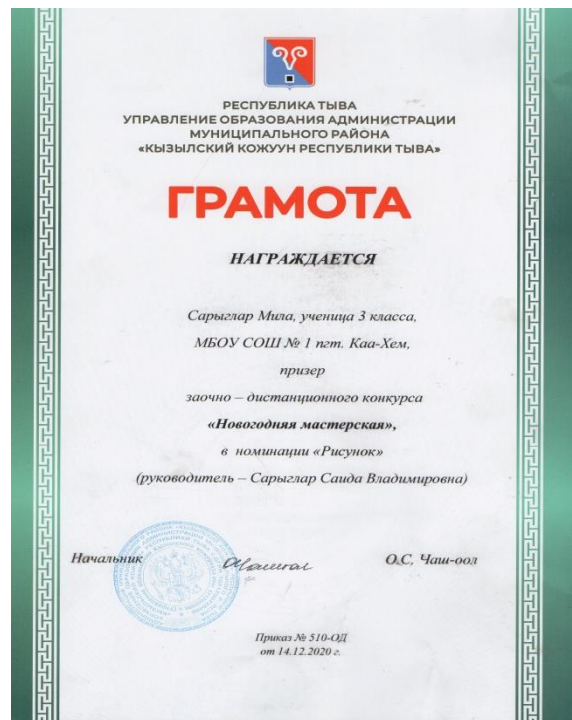 РЕСПУБЛИКА ТЫВА
УПРАВЛЕНИЕ ОБРАЗОВАНИЯ АДМИНИСТРАЦИИ
МУНИЦИПАЛЬНОГО РАЙОНА
«КЫЗЫЛСКИЙ КОЖУУН РЕСПУБЛИКИ ТЫВА»
ГРАМОТА
НАГРАЖДАЕТСЯ
Сарыглар Мила, ученица 3 класса,
МБОУ СОШ № 1 пгт. Каа-Хем,
призер
заочно – дистанционного конкурса
«Новогодняя мастерская»,
в номинации «Рисунок»
(руководитель – Сарыглар Саида Владимировна)
Начальник О.С. Чаш-оол
Приказ № 510-ОД
от 14.12.2020 г.